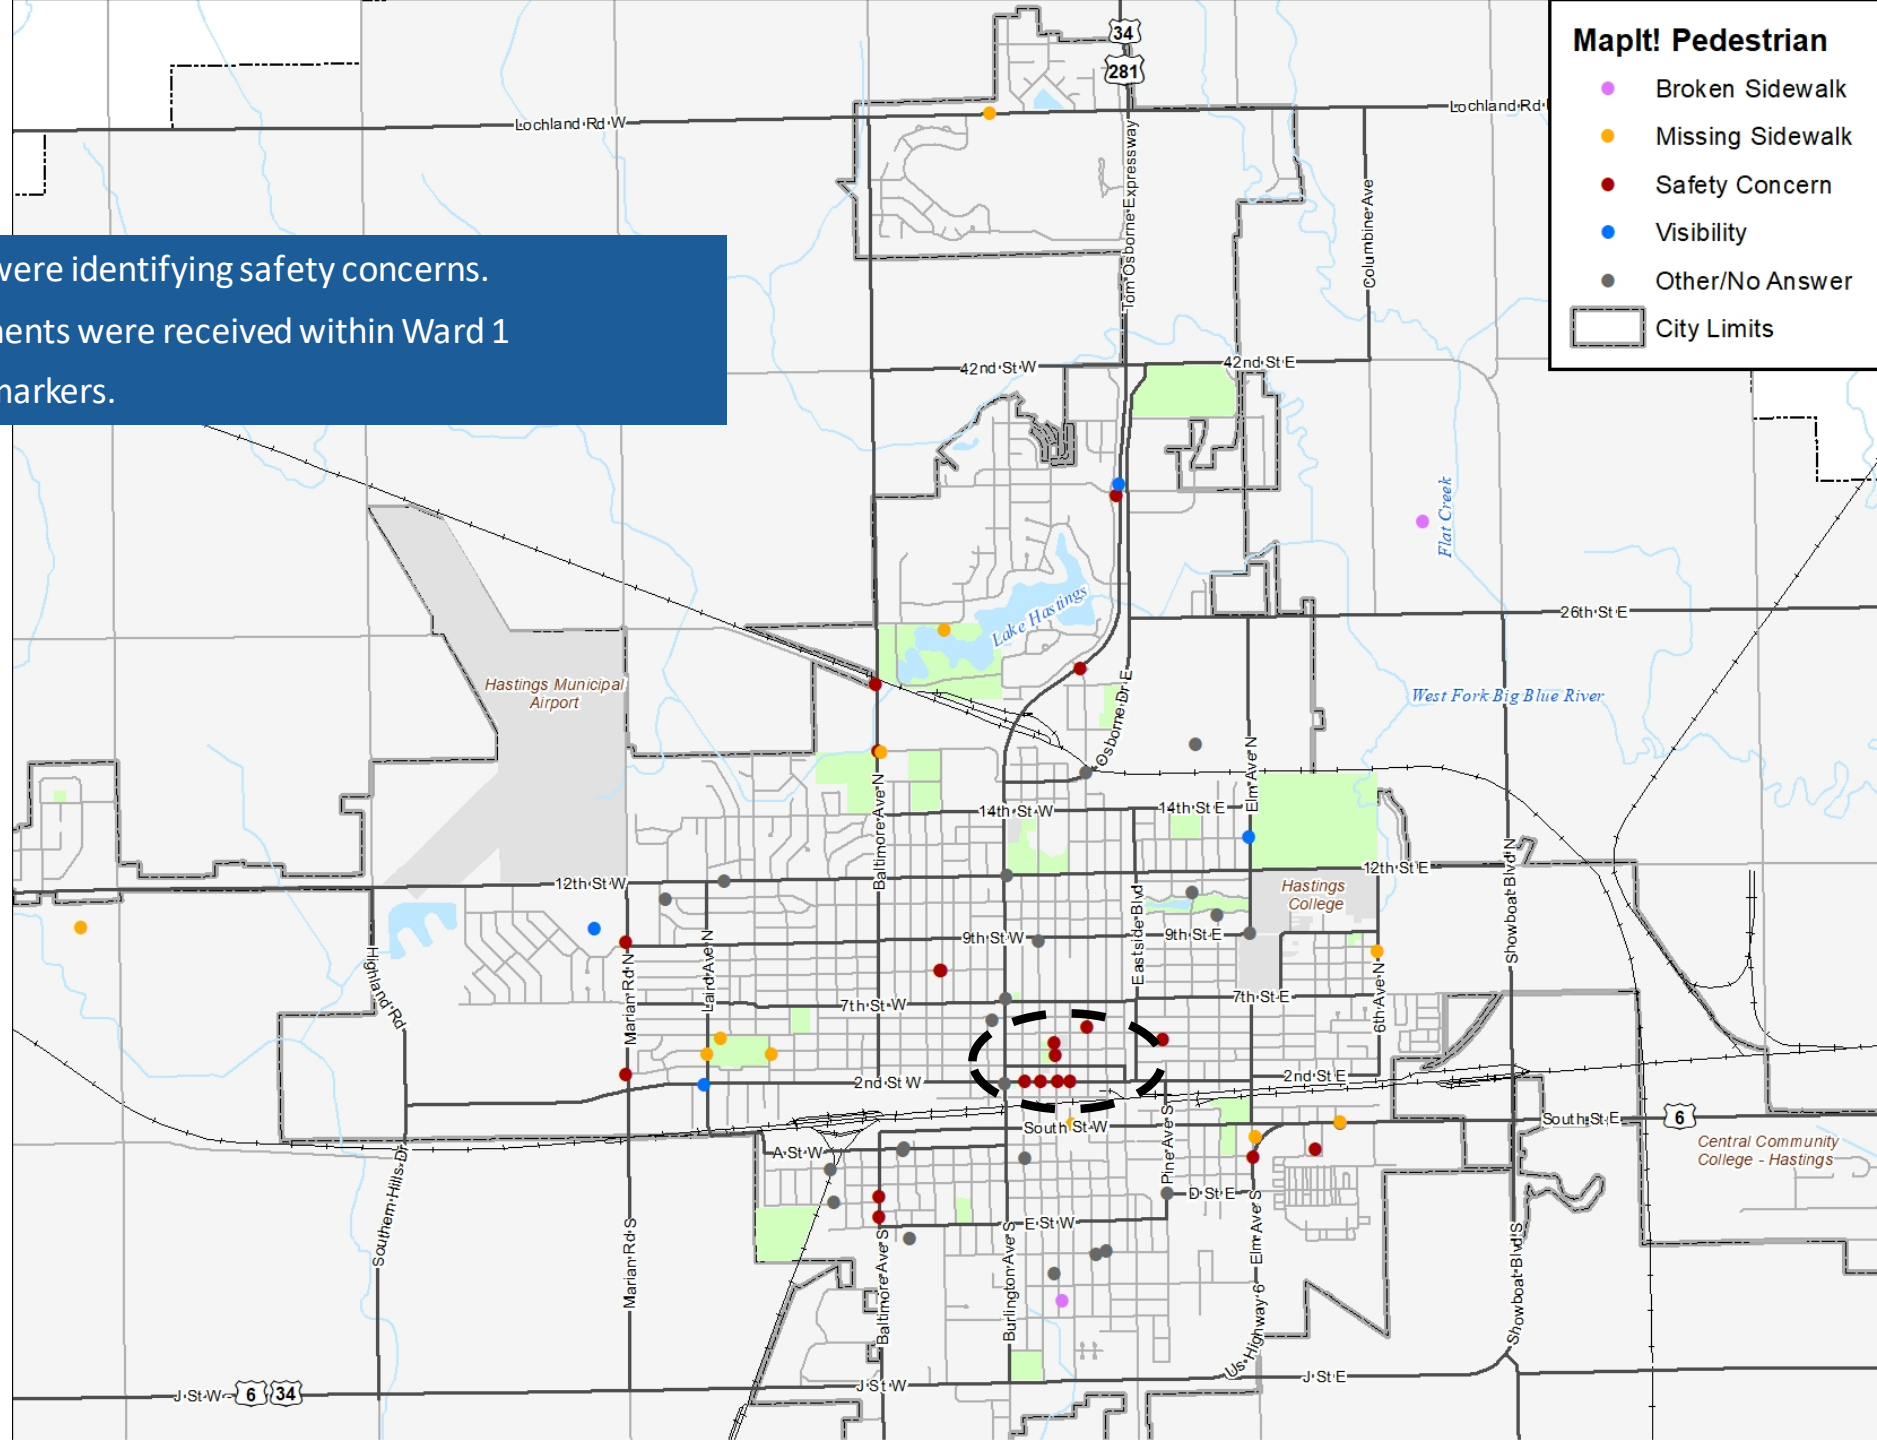 34
281
MapIt! Pedestrian
Broken Sidewalk
Missing Sidewalk
Safety Concern
Visibility
Other/No Answer
City Limits
Lochland Rd W
Lochland Rd
Tom Osborne Expressway
Columbine Ave
were identifying safety concerns.
were received within Ward 1
markers.
42nd St W
42nd St E
Flat Creek
Lake Hastings
26th St E
Hastings Municipal
Airport
West Fork Big Blue River
Osborne Dr E
Elm Ave N
Baltimore Ave N
14th St W
14th St E
12th St W
12th St E
Showboat Blvd N
Hastings
College
Eastside Blvd
9th St W
9th St E
Highland Rd
Marian Rd N
Laird Ave N
7th St W
7th St E
6th Ave N
2nd St W
2nd St E
South St W
South St E
6
Pine Ave S
A St W
Central Community
College - Hastings
Southern Hills Dr
D St E
E St W
Marian Rd S
Baltimore Ave S
Burlington Ave S
Elm Ave S
Us Highway 6
Showboat Blvd S
J St W
6
34
J St W
J St E